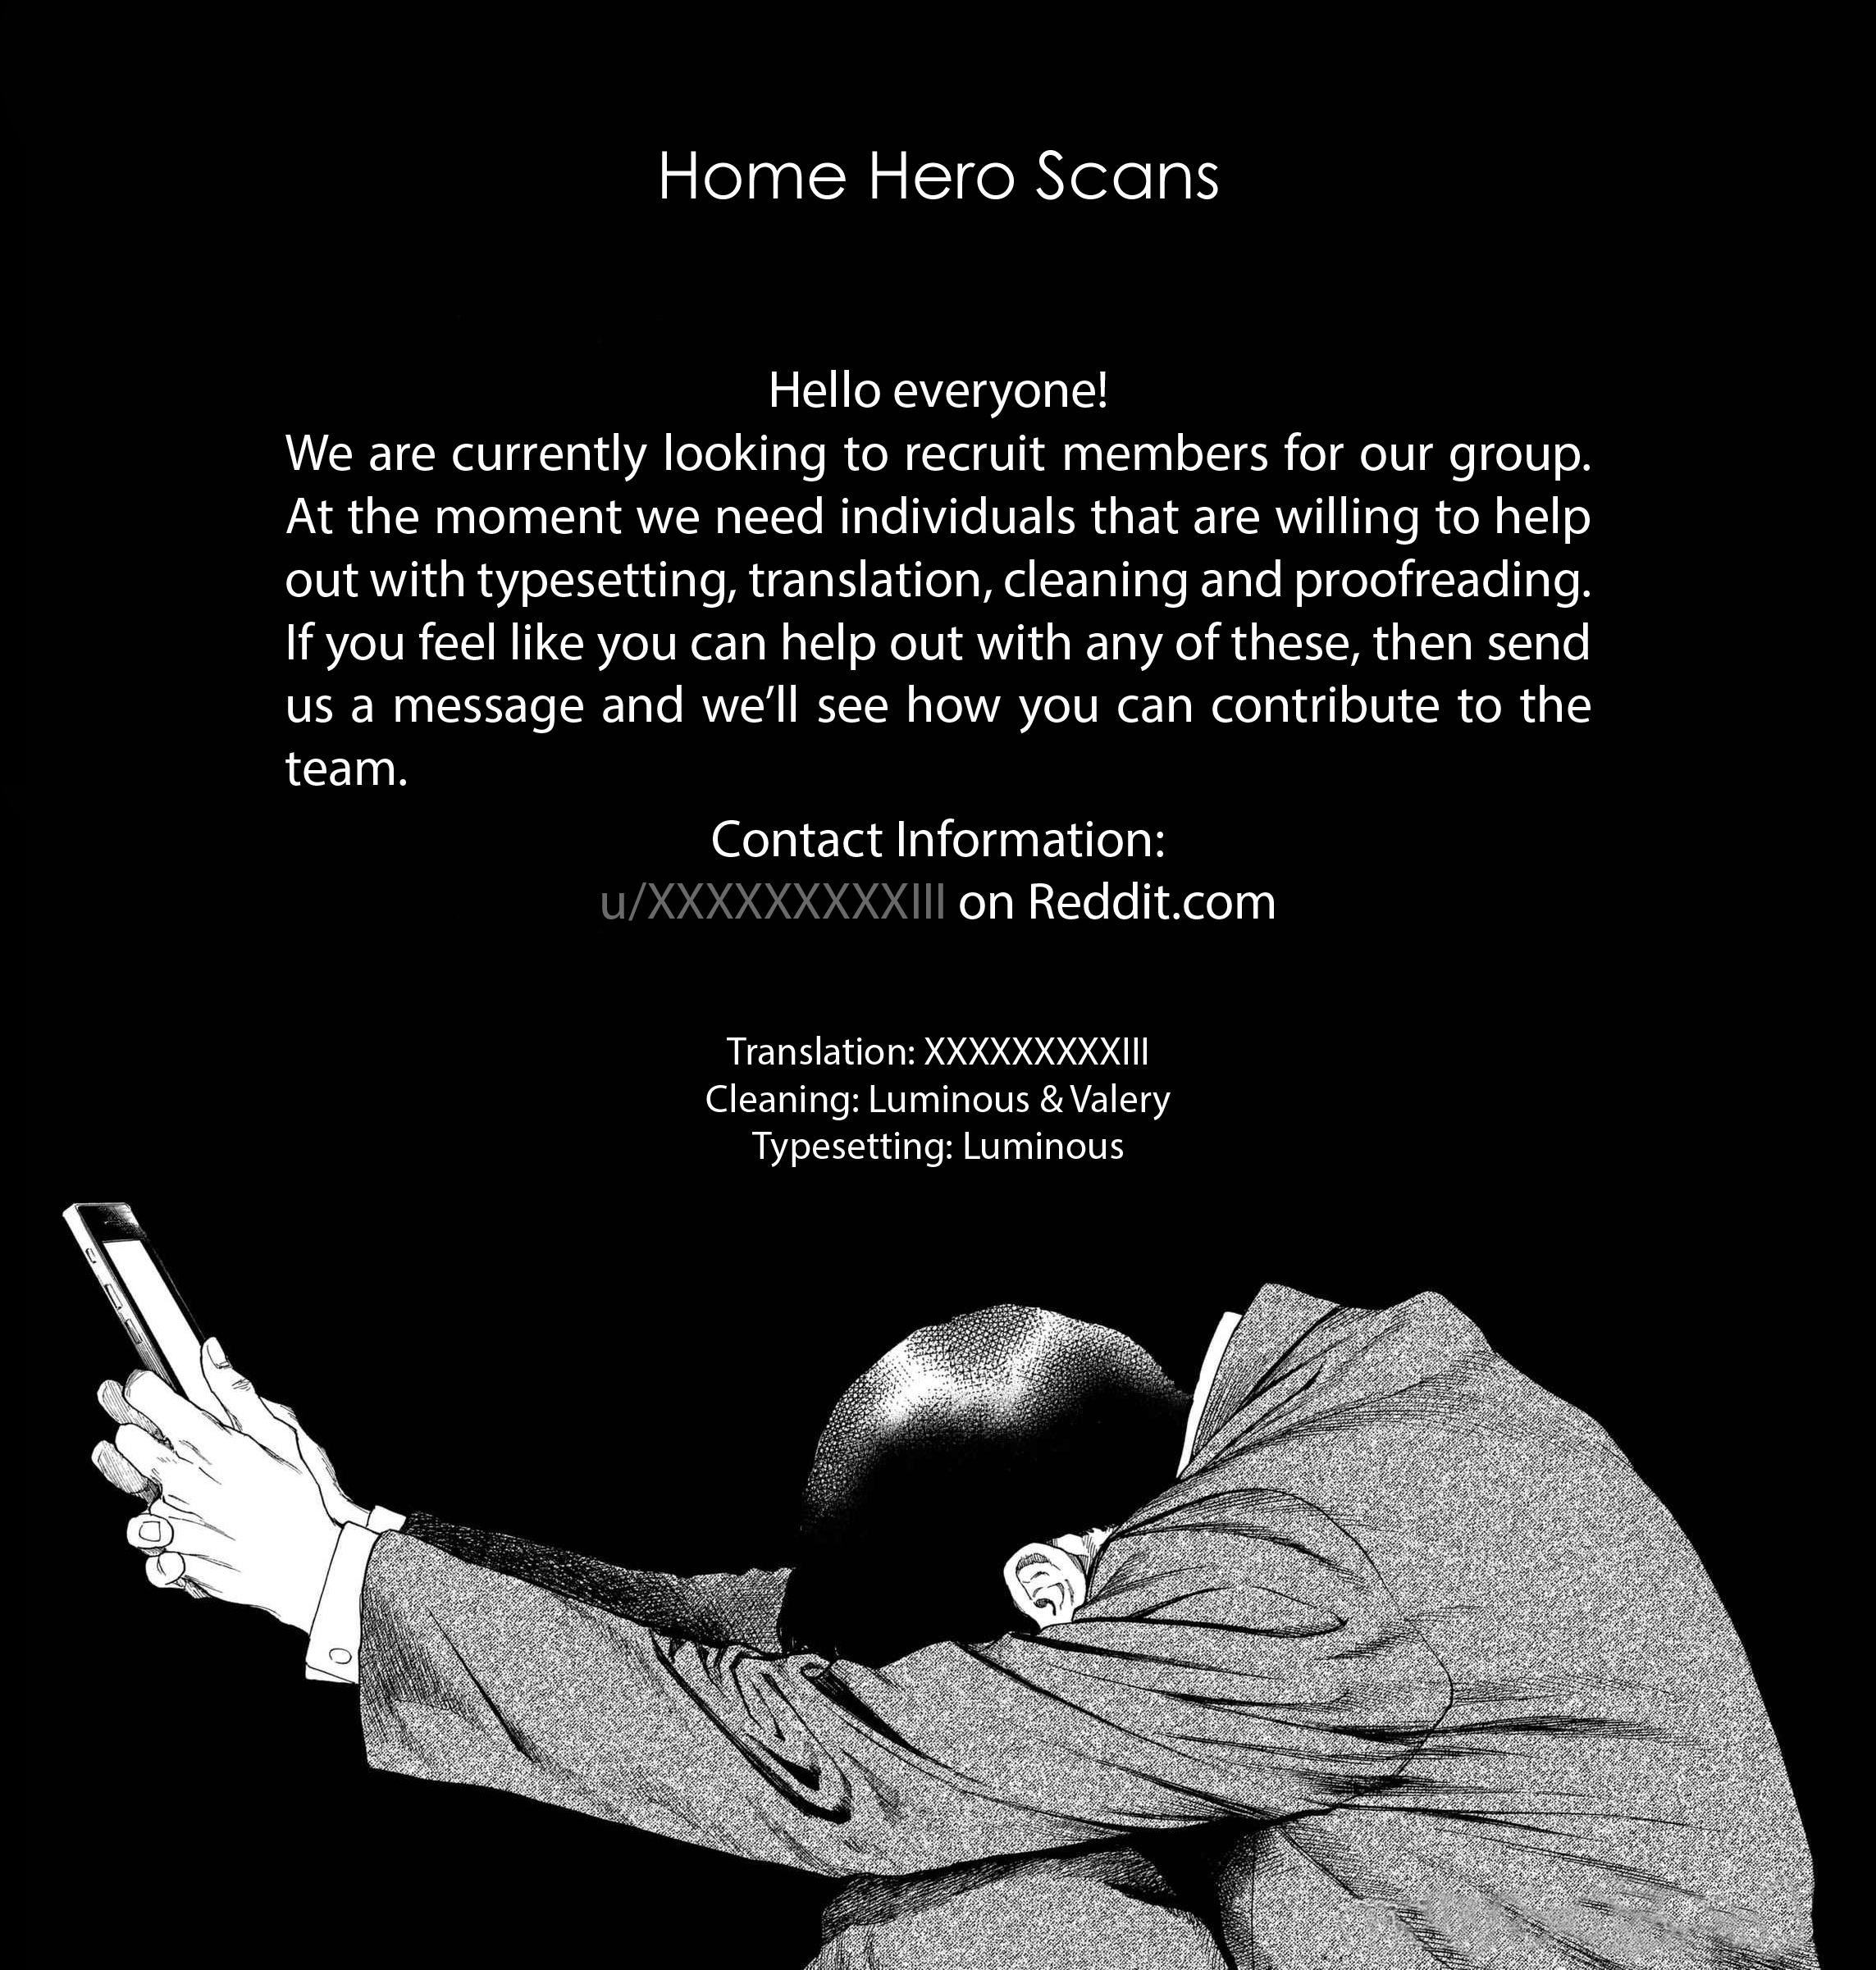 Home Hero Scans
Hello everyone!
We are currently looking to recruit members for our group.
At the moment we need individuals that are willing to help
out with typesetting, translation, cleaning and proofreading.
If you feel like you can help out with any of these, then send
us a message and we’ll see how you can contribute to the
team.
Contact Information:
u/XXXXXXXXXIII on Reddit.com
Translation: XXXXXXXXXIII
Cleaning: Luminous & Valery
Typesetting: Luminous